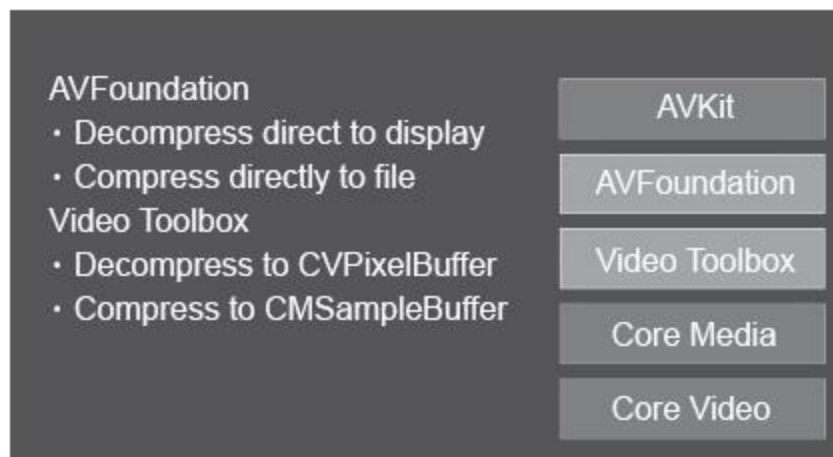 AVFoundation
· Decompress direct to display
· Compress directly to file
Video Toolbox
· Decompress to CVPixelBuffer
· Compress to CMSampleBuffer
AVKit
AVFoundation
Video Toolbox
Core Media
Core Video